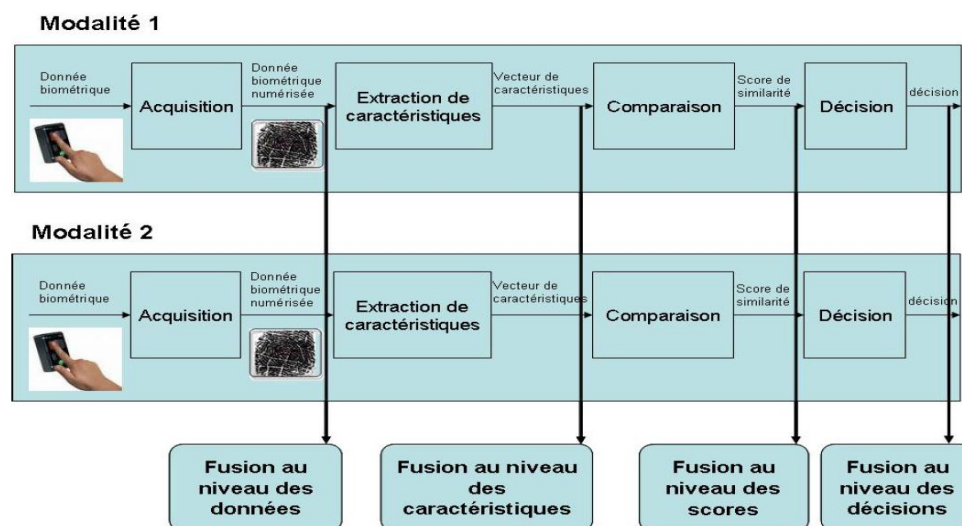 Modalité 1
Donnée
biométrique
Acquisition
Donnée
biométrique
numérisée
Extraction de
caractéristiques
Vecteur de
caractéristiques
Comparaison
Score de
similarité
Décision
décision
Modalité 2
Donnée
biométrique
Acquisition
Donnée
biométrique
numérisée
Extraction de
caractéristiques
Vecteur de
caractéristiques
Comparaison
Score de
similarité
Décision
décision
Fusion au
niveau des
données
Fusion au niveau
des
caractéristiques
Fusion au
niveau des
scores
Fusion au
niveau des
décisions